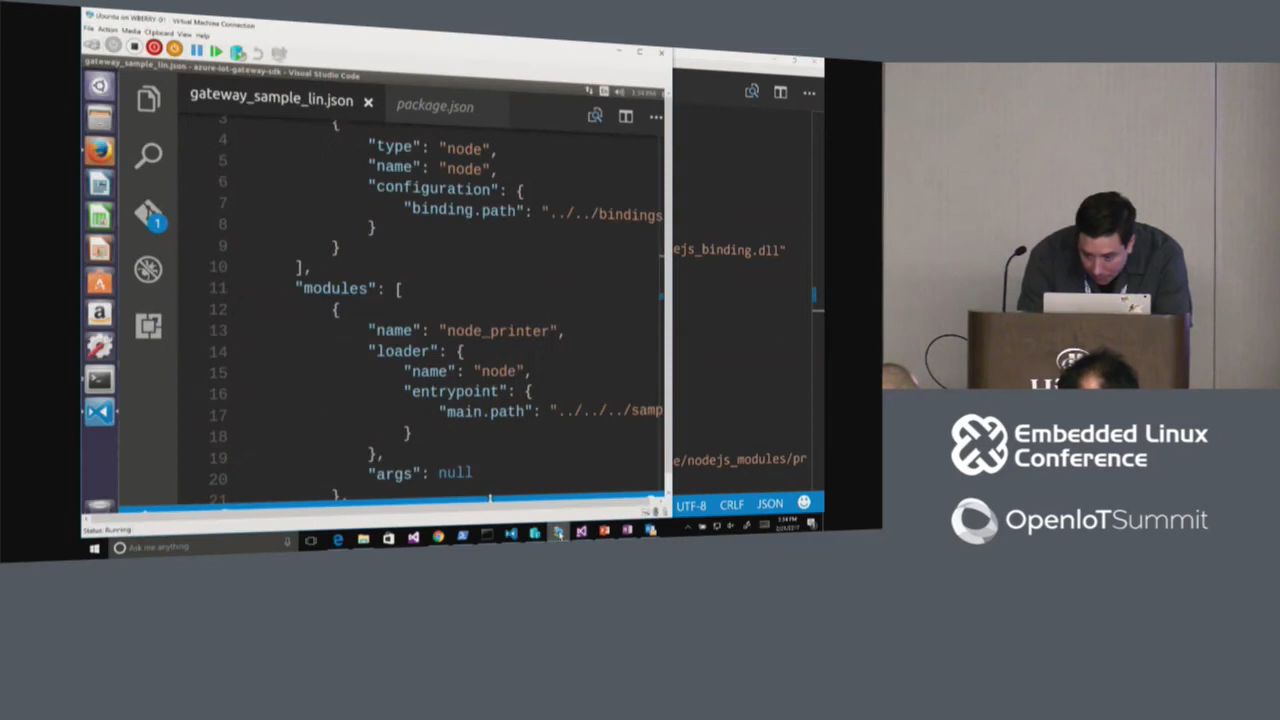 Ubuntu on WBERRY-01 - Virtual Machine Connection
File Action Media Clipboard View Help
gateway_sample_lin.json - azure-iot-gateway-sdk - Visual Studio Code
gateway_sample_lin.json
package.json
3 {
4 "type": "node",
5 "name": "node",
6 "configuration": {
7 "binding.path": "../../bindings
8 }
9 }
10 ],
11 "modules": [
12 {
13 "name": "node_printer",
14 "loader": {
15 "name": "node",
16 "entrypoint": {
17 "main.path": "../../../samp
18 }
19 },
20 "args": null
21 },
ejs_binding.dll"
e/nodejs_modules/pr
UTF-8 CRLF JSON
Status: Running
Ask me anything
1
a
Embedded Linux
Conference
OpenIoTSummit